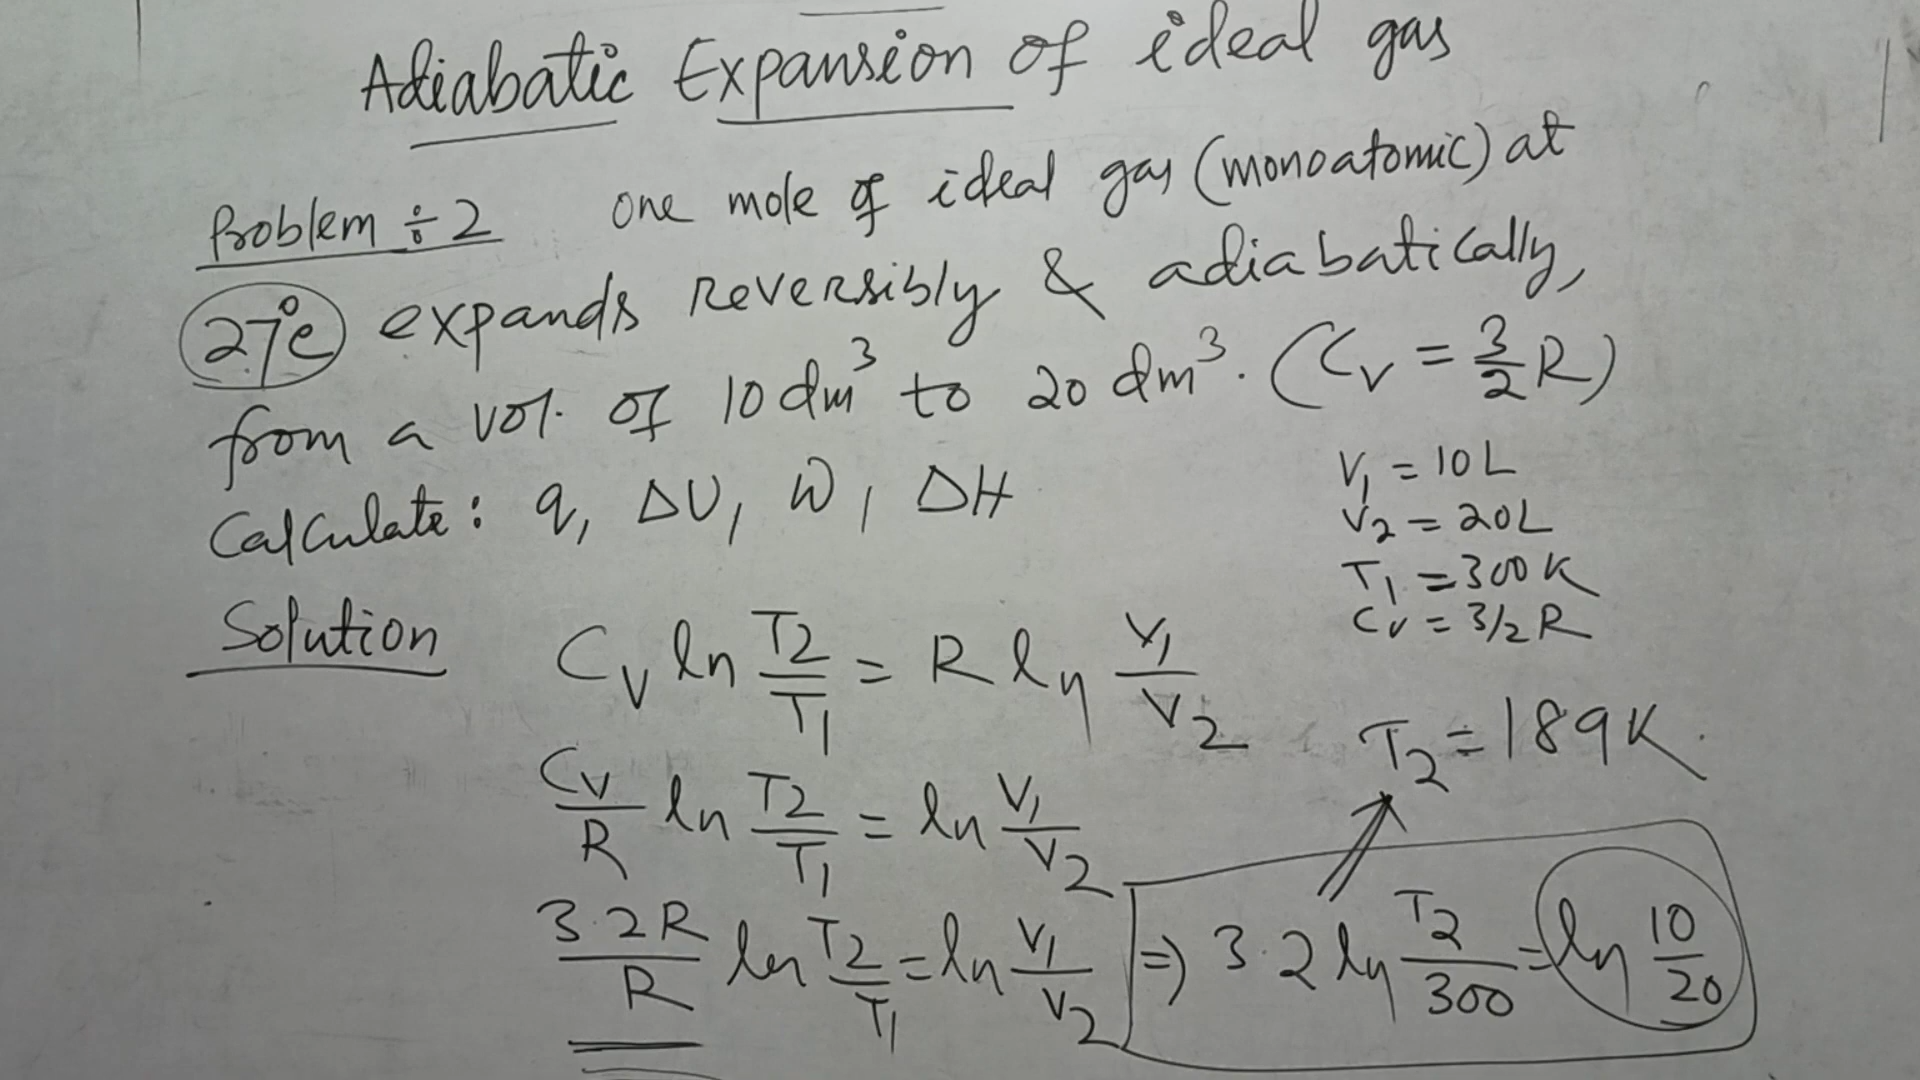 Adiabatic Expansion of ideal gas
Problem ÷ 2 one mole of ideal gas (monoatomic) at
27°C expands reversibly & adiabatically,
from a vol. of 10 dm³ to 20 dm³. (Cv = 3/2 R)
Calculate : q, ΔU, W, ΔH
V₁ = 10L
V₂ = 20L
T₁ = 300K
Cv = 3/2 R
Solution Cv ln T2/T1 = R ln V1/V2
T2 = 189K.
Cv/R ln T2/T1 = ln V1/V2
3.2R/R ln T2/T1 = ln V1/V2 ⇒ 3.2 ln T2/300 = ln 10/20